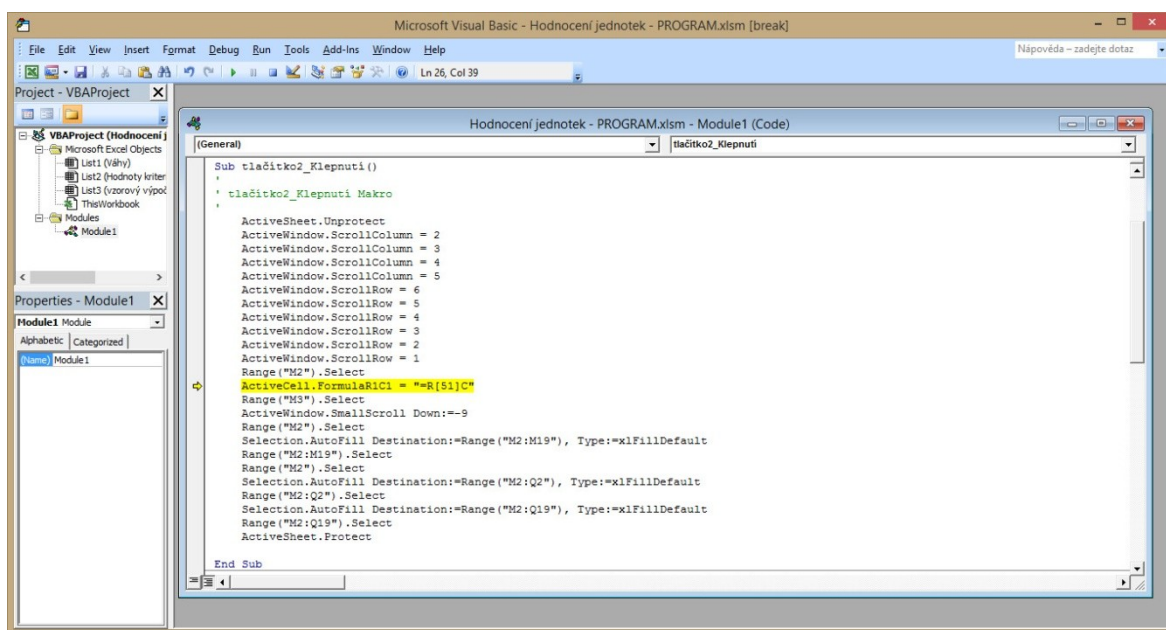 Microsoft Visual Basic - Hodnocení jednotek - PROGRAM.xlsm [break]
File Edit View Insert Format Debug Run Tools Add-Ins Window Help
Nápověda – zadejte dotaz
Ln 26, Col 39
Project - VBAProject
VBAProject (Hodnocení j
Microsoft Excel Objects
List1 (Váhy)
List2 (Hodnoty kriter
List3 (vzorový výpoč
ThisWorkbook
Modules
Module1
Properties - Module1
Module1 Module
Alphabetic Categorized
(Name) Module1
Hodnocení jednotek - PROGRAM.xlsm - Module1 (Code)
(General)
tlačítko2_Klepnutí
Sub tlačítko2_Klepnutí()
'
' tlačítko2_Klepnutí Makro
'
ActiveSheet.Unprotect
ActiveWindow.ScrollColumn = 2
ActiveWindow.ScrollColumn = 3
ActiveWindow.ScrollColumn = 4
ActiveWindow.ScrollColumn = 5
ActiveWindow.ScrollRow = 6
ActiveWindow.ScrollRow = 5
ActiveWindow.ScrollRow = 4
ActiveWindow.ScrollRow = 3
ActiveWindow.ScrollRow = 2
ActiveWindow.ScrollRow = 1
Range("M2").Select
ActiveCell.FormulaR1C1 = "=R[51]C"
Range("M3").Select
ActiveWindow.SmallScroll Down:=-9
Range("M2").Select
Selection.AutoFill Destination:=Range("M2:M19"), Type:=xlFillDefault
Range("M2:M19").Select
Range("M2").Select
Selection.AutoFill Destination:=Range("M2:Q2"), Type:=xlFillDefault
Range("M2:Q2").Select
Selection.AutoFill Destination:=Range("M2:Q19"), Type:=xlFillDefault
Range("M2:Q19").Select
ActiveSheet.Protect
End Sub